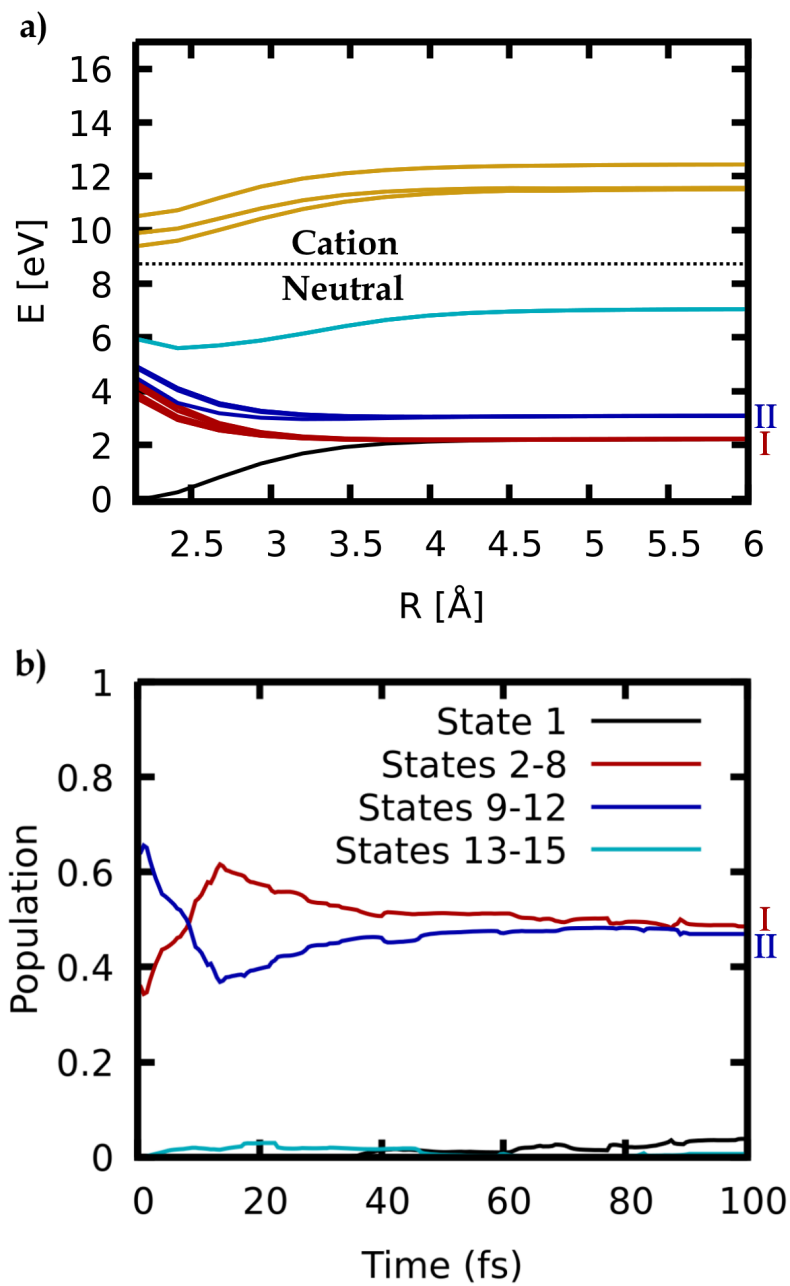 a)
16
14
12
10
8
6
4
2
0
E [eV]
Cation
Neutral
II
I
2.5 3 3.5 4 4.5 5 5.5 6
R [Å]
b)
1
0.8
0.6
0.4
0.2
0
Population
State 1
States 2-8
States 9-12
States 13-15
I
II
0 20 40 60 80 100
Time (fs)